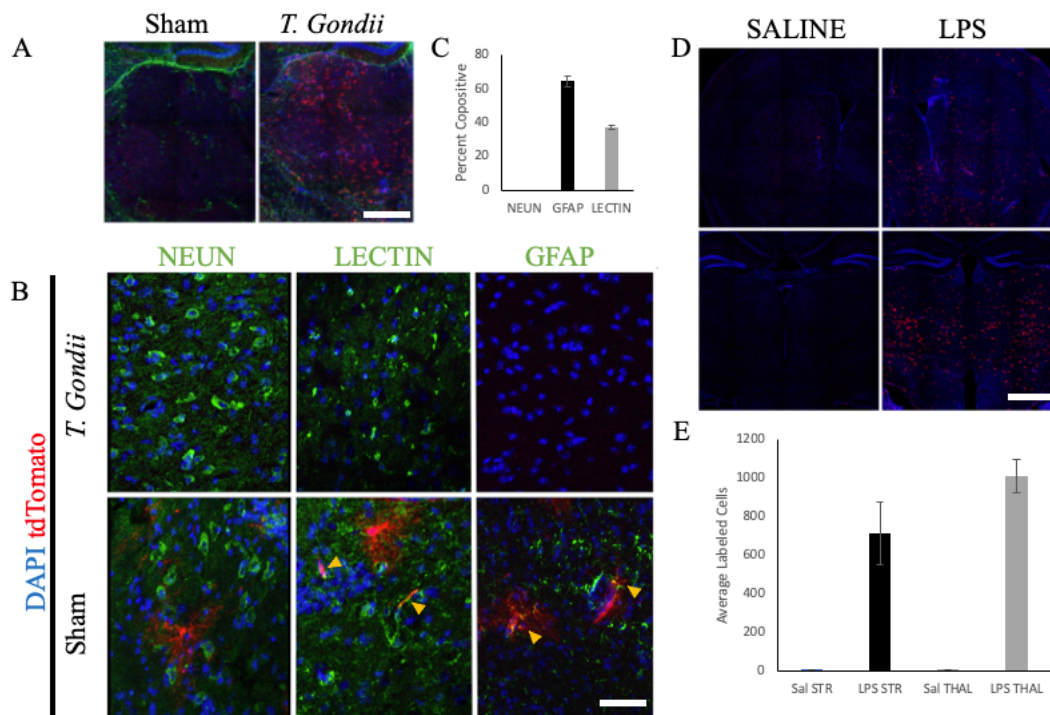 A
Sham
T. Gondii
C
80
60
40
20
0
Percent Copositive
NEUN
GFAP
LECTIN
D
SALINE
LPS
B
NEUN
LECTIN
GFAP
DAPI tdTomato
T. Gondii
Sham
E
1200
1000
800
600
400
200
0
Average Labeled Cells
Sal STR
LPS STR
Sal THAL
LPS THAL